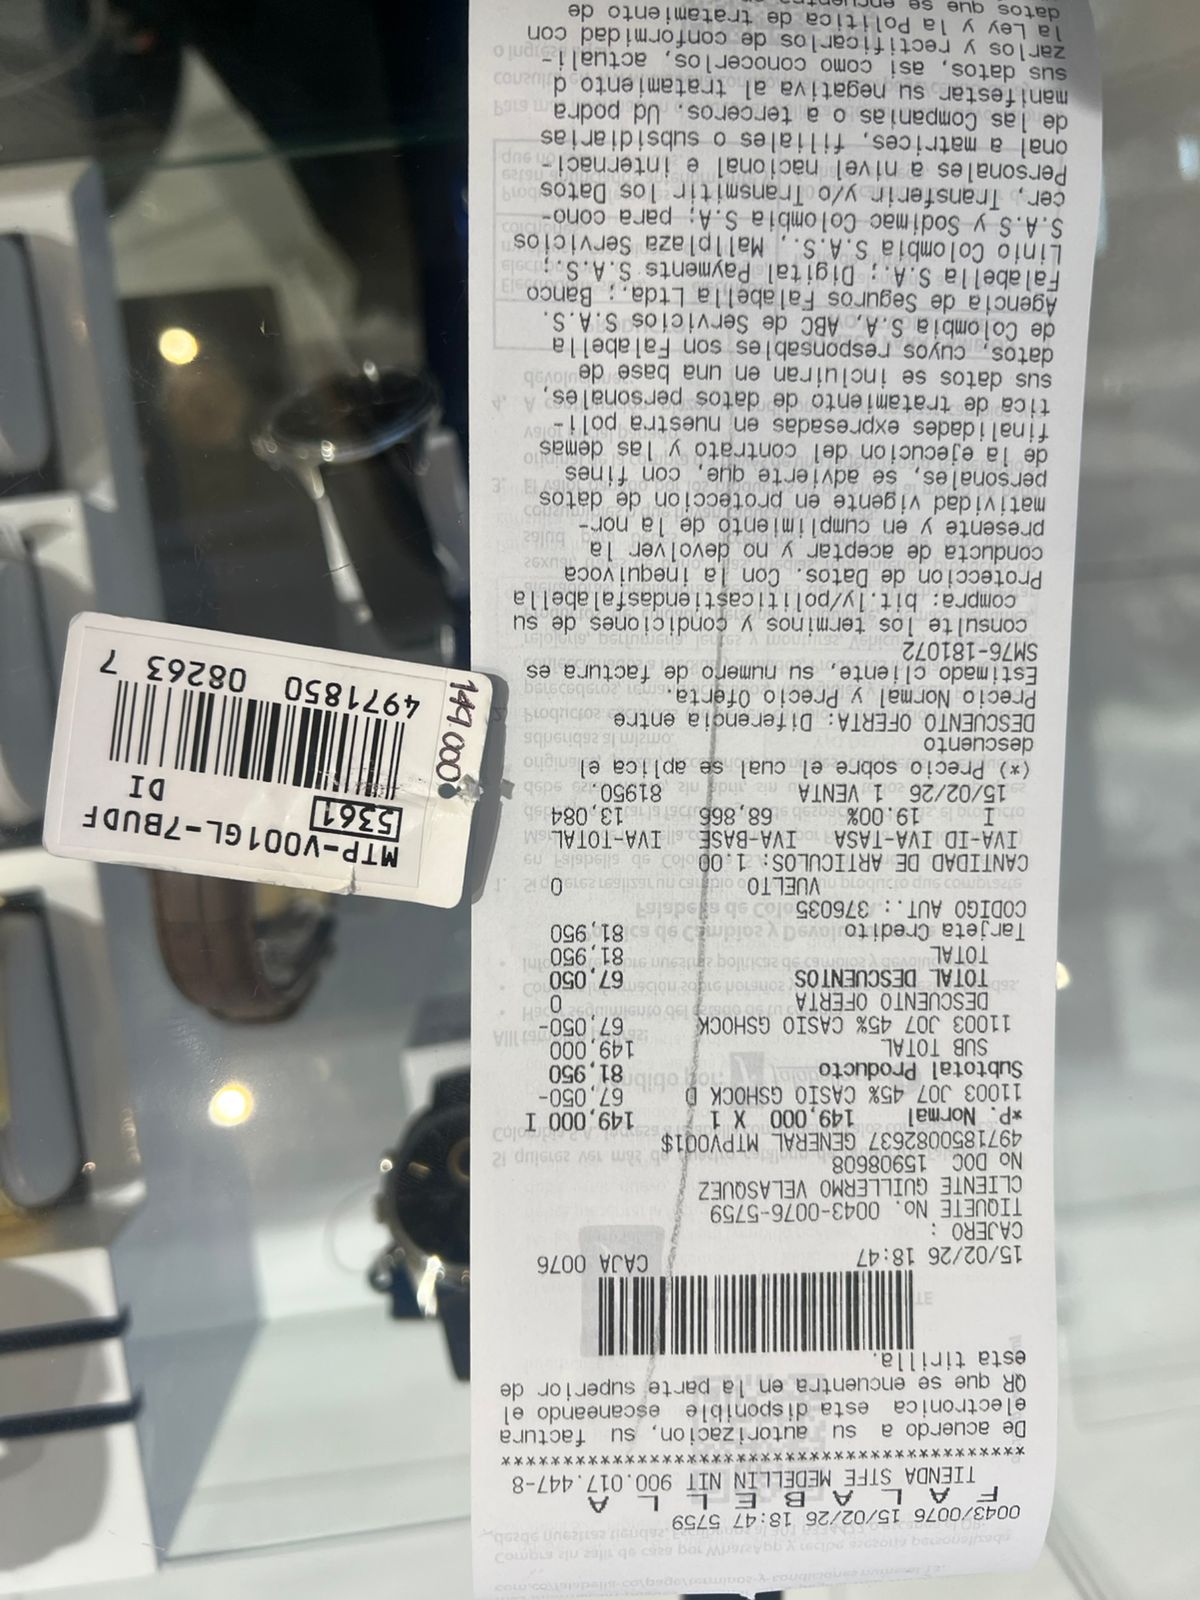 0043/0076 15/02/26 18:47 5759
F A L A B E L L A
TIENDA STFE MEDELLIN NIT 900.017.447-8
****************************************
De acuerdo a su autorizacion, su factura
electronica esta disponible escaneando el
QR que se encuentra en la parte superior de
esta tirilla.
15/02/26 18:47 CAJA 0076
CAJERO :
TIQUETE No. 0043-0076-5759
CLIENTE GUILLERMO VELASQUEZ
No DOC 15908608
4971850082637 GENERAL MTPV001$
*P. Normal 149,000 X 1 149,000 I
11003 J07 45% CASIO GSHOCK D 67,050-
Subtotal Producto 81,950
SUB TOTAL 149,000
11003 J07 45% CASIO GSHOCK 67,050-
DESCUENTO OFERTA 0
TOTAL DESCUENTOS 67,050
TOTAL 81,950
Tarjeta Credito 81,950
CODIGO AUT.: 376035
VUELTO 0
CANTIDAD DE ARTICULOS: 1.00
IVA-ID IVA-TASA IVA-BASE IVA-TOTAL
I 19.00% 68,866 13,084
15/02/26 1 VENTA 81950.
(*) Precio sobre el cual se aplica el
descuento
DESCUENTO OFERTA: Diferencia entre
Precio Normal y Precio Oferta.
Estimado cliente, su numero de factura es
SM76-181072
consulte los terminos y condiciones de su
compra: bit.ly/politicastiendasfalabella
Proteccion de Datos. Con la inequivoca
conducta de aceptar y no devolver la
presente y en cumplimiento de la nor-
matividad vigente en proteccion de datos
personales, se advierte que, con fines
de la ejecucion del contrato y las demas
finalidades expresadas en nuestra poli-
tica de tratamiento de datos personales,
sus datos se incluiran en una base de
datos, cuyos responsables son Falabella
de Colombia S.A, ABC de Servicios S.A.S.
Agencia de Seguros Falabella Ltda.; Banco
Falabella S.A.; Digital Payments S.A.S.;
Linio Colombia S.A.S., Mallplaza Servicios
S.A.S y Sodimac Colombia S.A; para cono-
cer, Transferir y/o Transmitir los Datos
Personales a nivel nacional e internaci-
onal a matrices, filiales o subsidiarias
de las Companias o a terceros. Ud podra
manifestar su negativa al tratamiento d
sus datos, asi como conocerlos, actuali-
zarlos y rectificarlos de conformidad con
la Ley y la Politica de tratamiento de
datos que se encuentra en
MTP-V001GL-7BUDF
5361 DI
4971850 08263 7
149.000